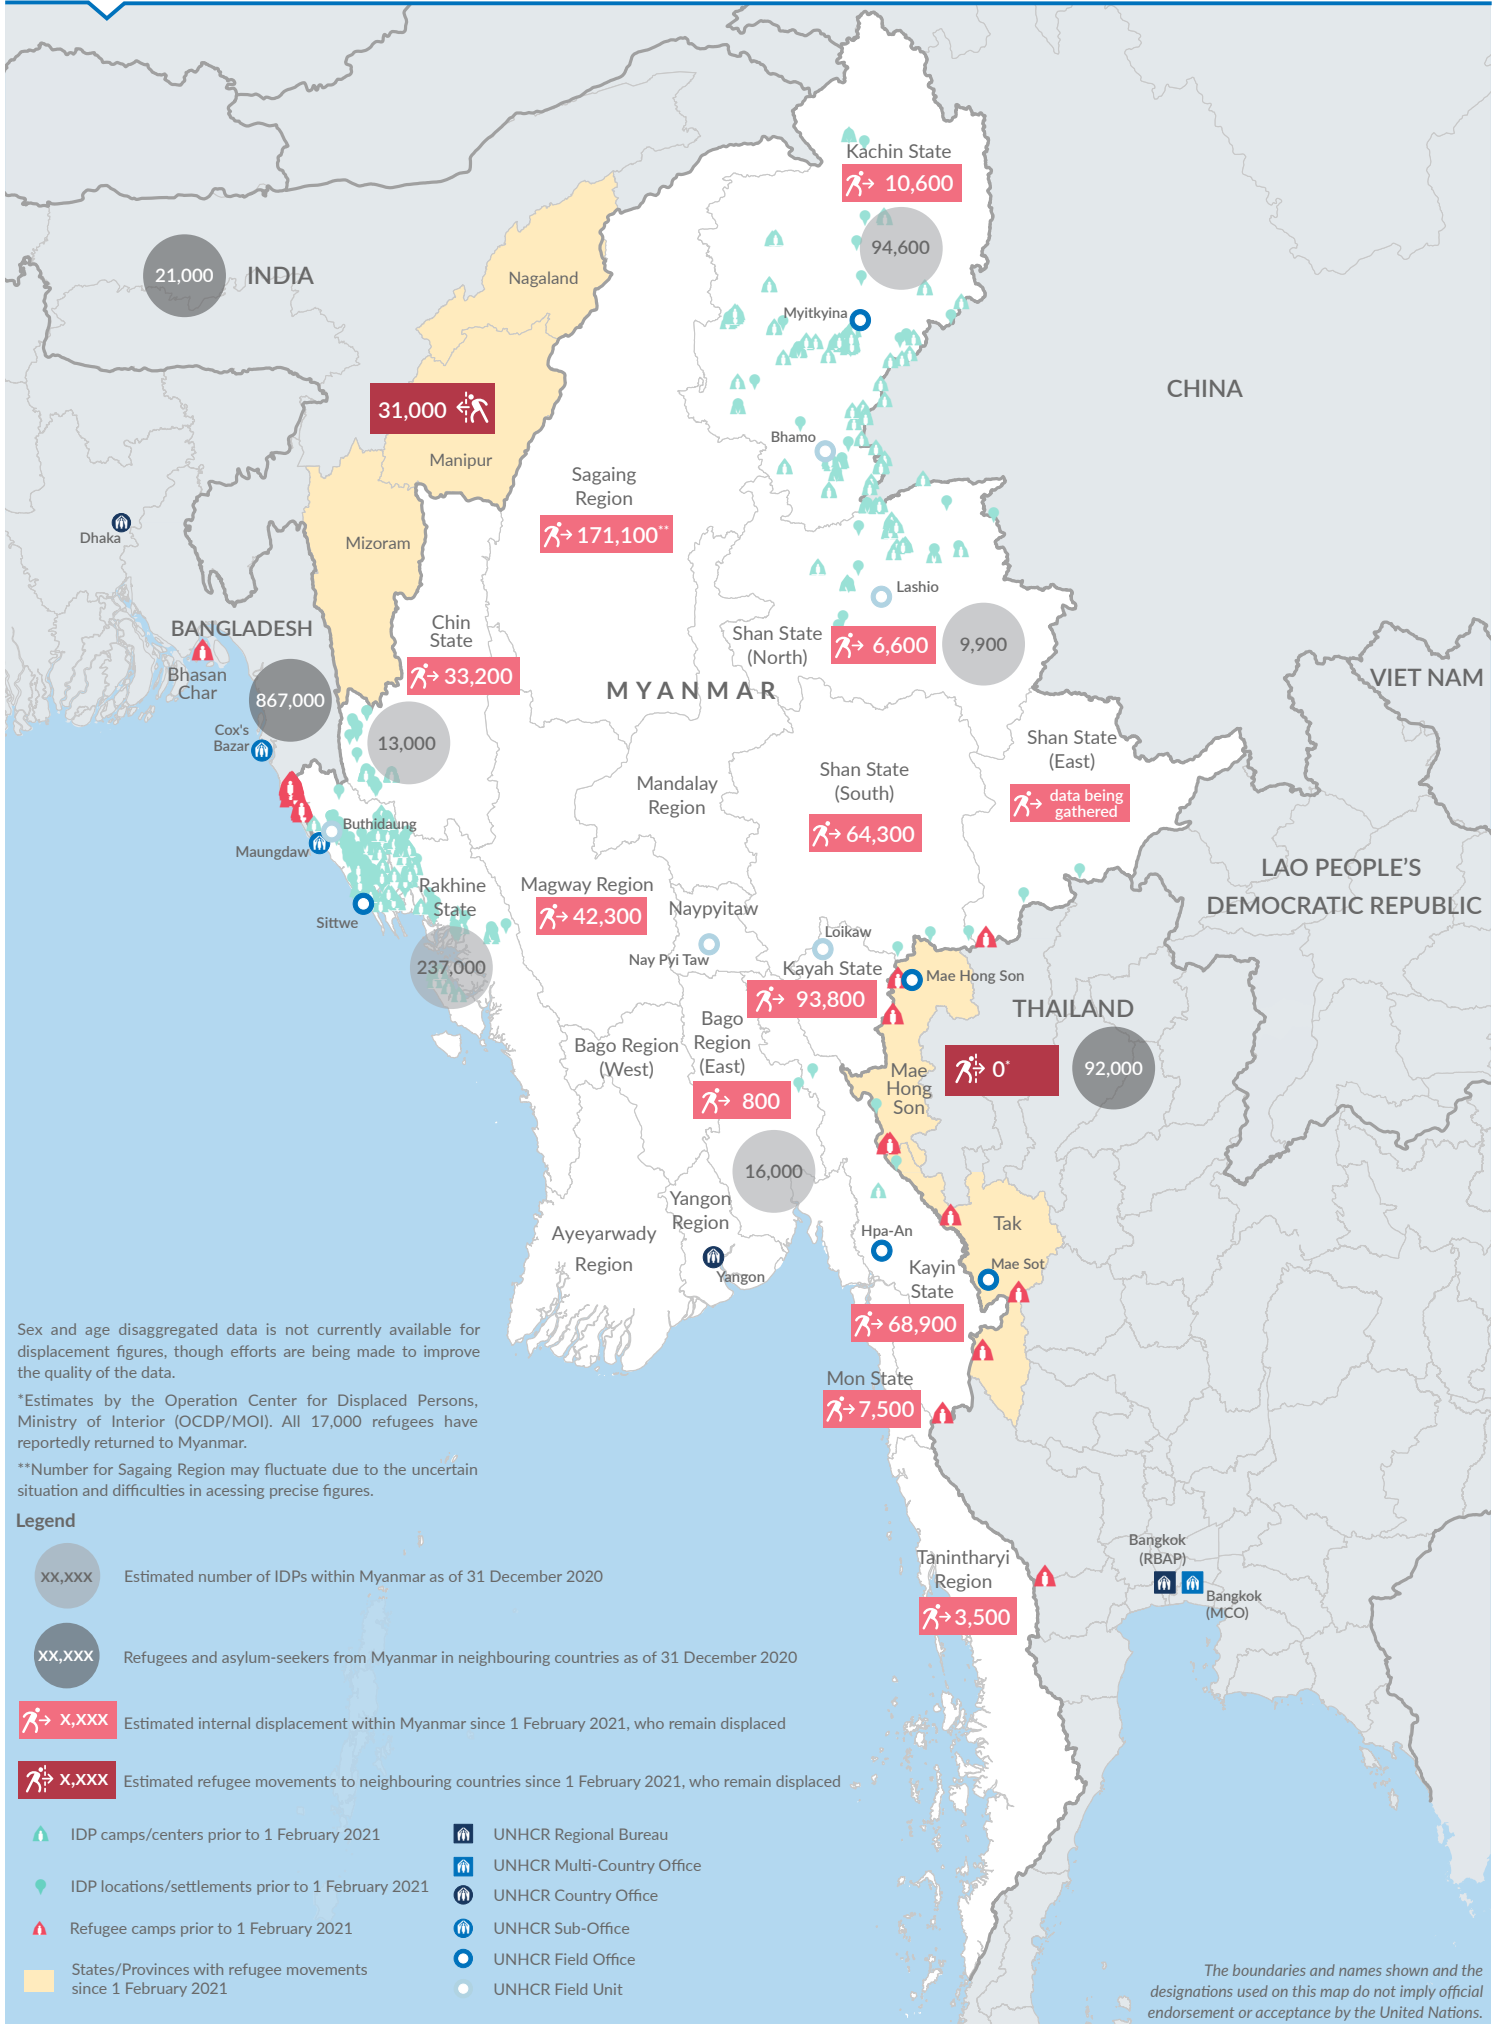 Kachin State
10,600
94,600
21,000
INDIA
Nagaland
Myitkyina
CHINA
31,000
Manipur
Bhamo
Sagaing
Region
171,100**
Dhaka
Mizoram
Lashio
Chin
State
33,200
BANGLADESH
Bhasan
Char
Shan State
(North)
6,600
9,900
VIET NAM
MYANMAR
867,000
Cox's
Bazar
13,000
Shan State
(East)
data being
gathered
Mandalay
Region
Shan State
(South)
64,300
Buthidaung
Maungdaw
LAO PEOPLE'S
DEMOCRATIC REPUBLIC
Rakhine
State
Sittwe
Magway Region
42,300
Naypyitaw
Nay Pyi Taw
Loikaw
237,000
Kayah State
93,800
Mae Hong Son
THAILAND
Bago
Region
(East)
800
Bago Region
(West)
Mae
Hong
Son
0*
92,000
16,000
Yangon
Region
Ayeyarwady
Region
Yangon
Hpa-An
Tak
Mae Sot
Kayin
State
68,900
Mon State
7,500
Sex and age disaggregated data is not currently available for
displacement figures, though efforts are being made to improve
the quality of the data.
*Estimates by the Operation Center for Displaced Persons,
Ministry of Interior (OCDP/MOI). All 17,000 refugees have
reportedly returned to Myanmar.
**Number for Sagaing Region may fluctuate due to the uncertain
situation and difficulties in acessing precise figures.
Tanintharyi
Region
3,500
Bangkok
(RBAP)
Bangkok
(MCO)
Legend
XX,XXX
Estimated number of IDPs within Myanmar as of 31 December 2020
XX,XXX
Refugees and asylum-seekers from Myanmar in neighbouring countries as of 31 December 2020
X,XXX
Estimated internal displacement within Myanmar since 1 February 2021, who remain displaced
X,XXX
Estimated refugee movements to neighbouring countries since 1 February 2021, who remain displaced
IDP camps/centers prior to 1 February 2021
IDP locations/settlements prior to 1 February 2021
Refugee camps prior to 1 February 2021
States/Provinces with refugee movements
since 1 February 2021
UNHCR Regional Bureau
UNHCR Multi-Country Office
UNHCR Country Office
UNHCR Sub-Office
UNHCR Field Office
UNHCR Field Unit
The boundaries and names shown and the
designations used on this map do not imply official
endorsement or acceptance by the United Nations.